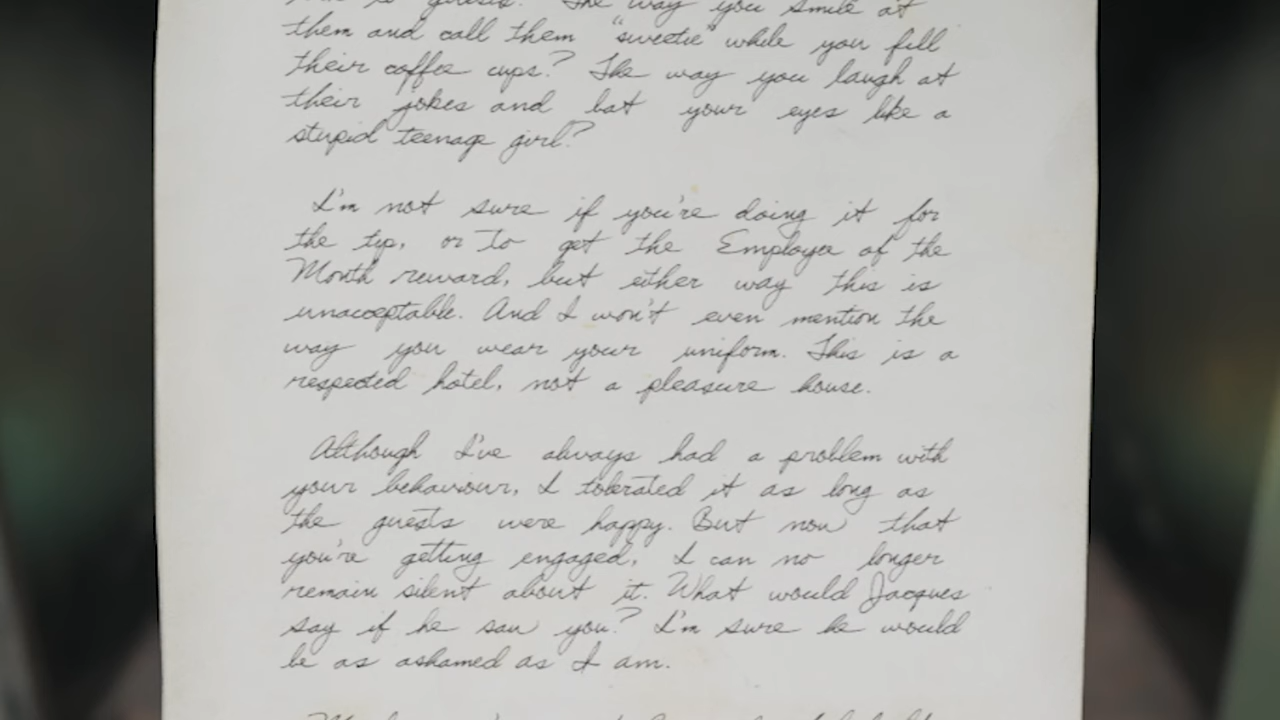 guests? The way you smile at
them and call them "sweetie" while you fill
their coffee cups? The way you laugh at
their jokes and bat your eyes like a
stupid teenage girl?
I'm not sure if you're doing it for
the tip, or to get the Employee of the
Month reward, but either way this is
unacceptable. And I won't even mention the
way you wear your uniform. This is a
respected hotel, not a pleasure house.
Although I've always had a problem with
your behaviour, I tolerated it as long as
the guests were happy. But now that
you're getting engaged, I can no longer
remain silent about it. What would Jacques
say if he saw you? I'm sure he would
be as ashamed as I am.